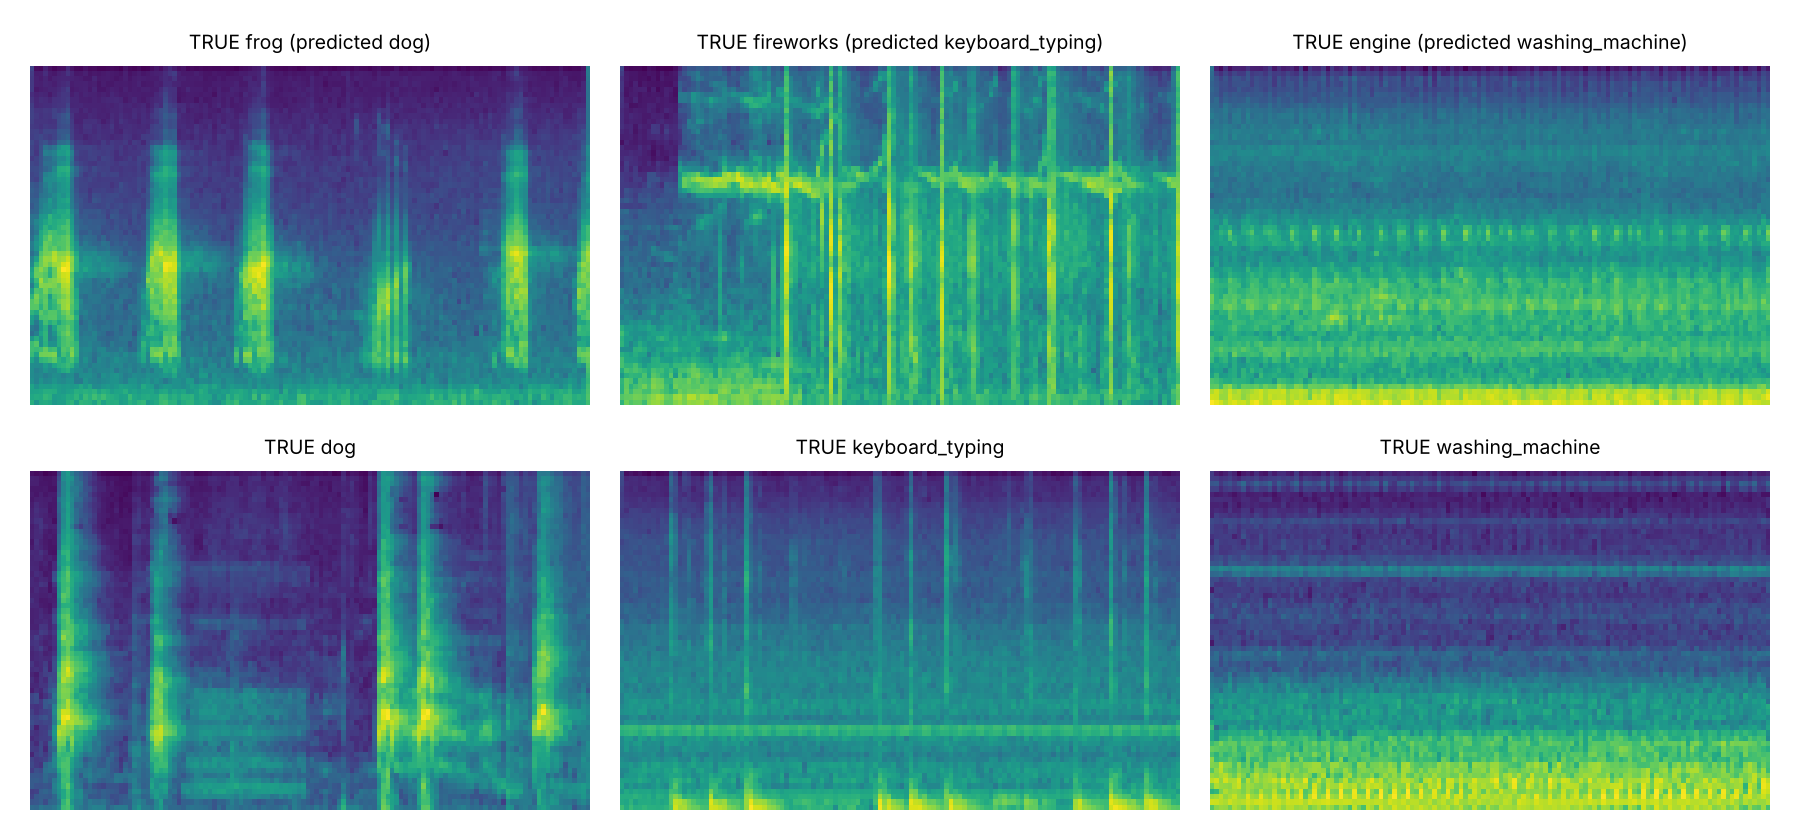 TRUE frog (predicted dog)
TRUE fireworks (predicted keyboard_typing)
TRUE engine (predicted washing_machine)
TRUE dog
TRUE keyboard_typing
TRUE washing_machine